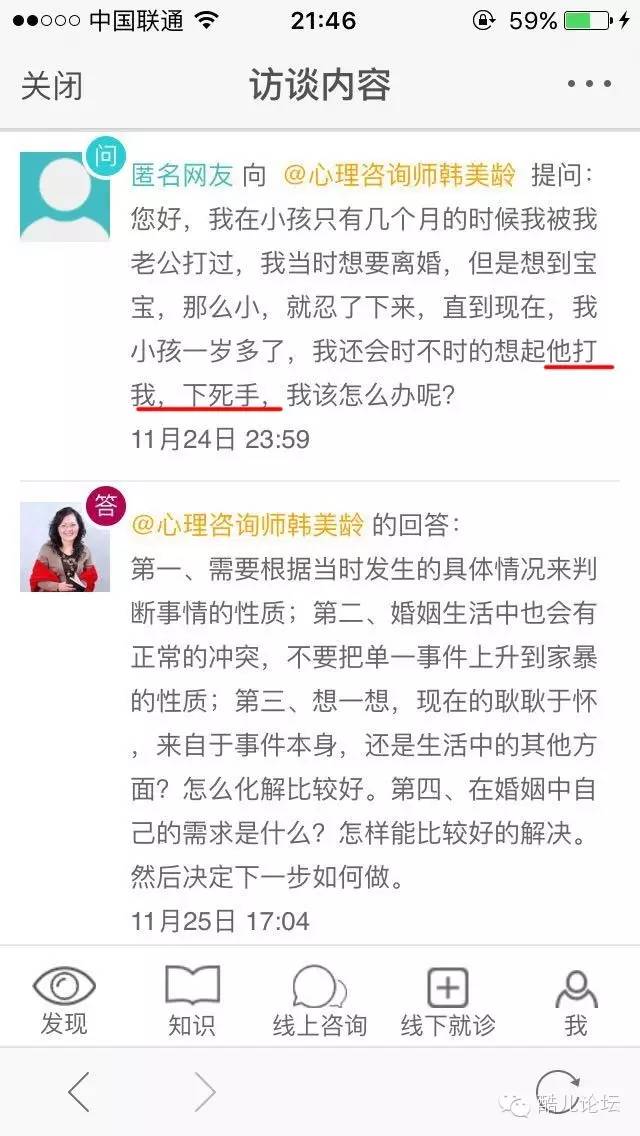 中国联通 21:46 59%
关闭 访谈内容
问
匿名网友 向 @心理咨询师韩美龄 提问：
您好，我在小孩只有几个月的时候我被我
老公打过，我当时想要离婚，但是想到宝
宝，那么小，就忍了下来，直到现在，我
小孩一岁多了，我还会时不时的想起他打
我，下死手，我该怎么办呢？
11月24日 23:59
答
@心理咨询师韩美龄 的回答：
第一、需要根据当时发生的具体情况来判
断事情的性质；第二、婚姻生活中也会有
正常的冲突，不要把单一事件上升到家暴
的性质；第三、想一想，现在的耿耿于怀
，来自于事件本身，还是生活中的其他方
面？怎么化解比较好。第四、在婚姻中自
己的需求是什么？怎样能比较好的解决。
然后决定下一步如何做。
11月25日 17:04
发现 知识 线上咨询 线下就诊 我
酷儿论坛